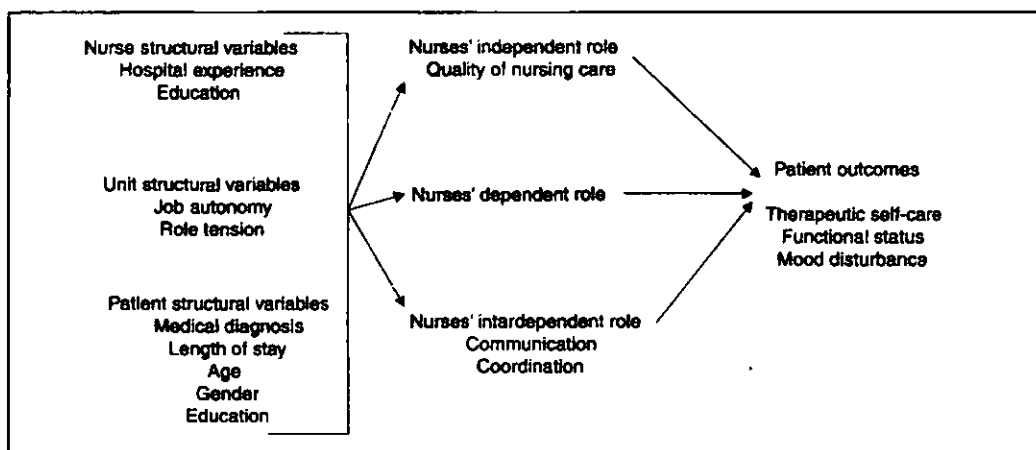 Nurse structural variables
Hospital experience
Education
Unit structural variables
Job autonomy
Role tension
Patient structural variables
Medical diagnosis
Length of stay
Age
Gender
Education
Nurses' independent role
Quality of nursing care
Nurses' dependent role
Nurses' intardependent role
Communication
Coordination
Patient outcomes
Therapeutic self-care
Functional status
Mood disturbance